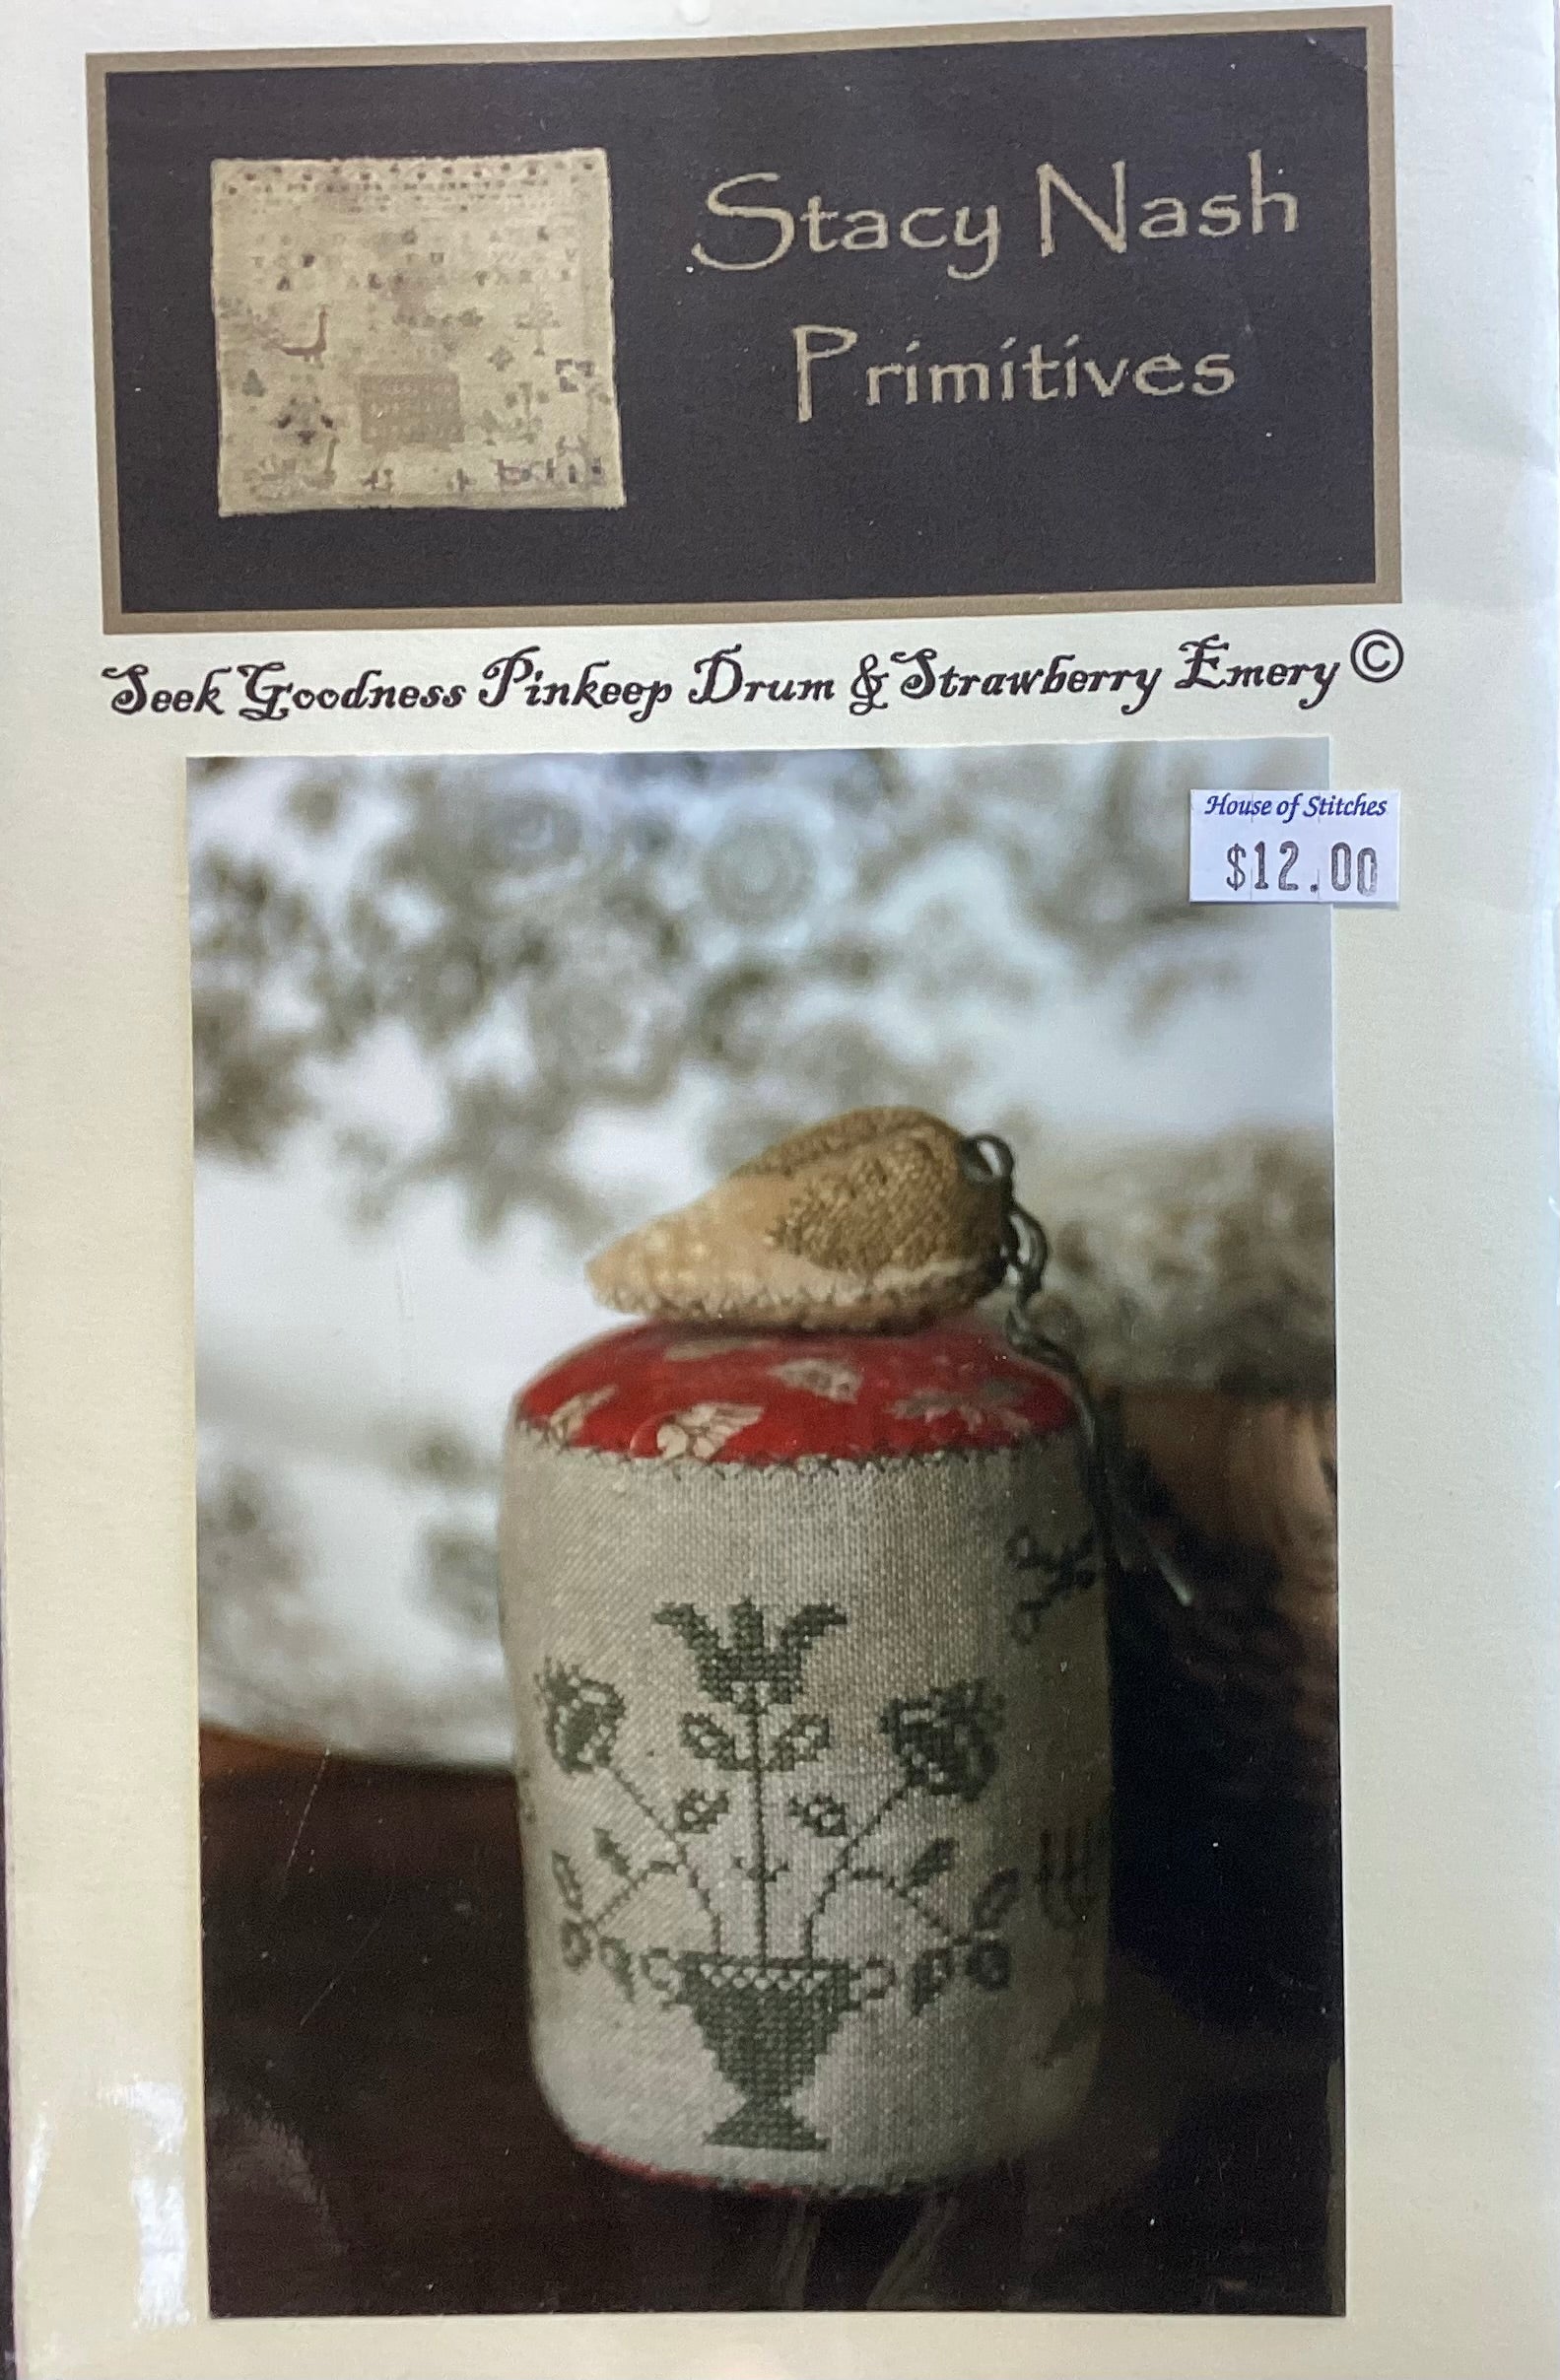 Stacy Nash
Primitives
Seek Goodness Pinkeep Drum & Strawberry Emery ©
House of Stitches
$12.00